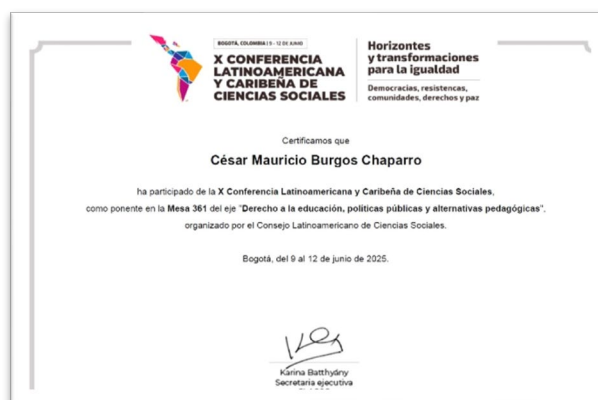 BOGOTÁ, COLOMBIA | 9 - 12 DE JUNIO
X CONFERENCIA
LATINOAMERICANA
Y CARIBEÑA DE
CIENCIAS SOCIALES
Horizontes
y transformaciones
para la igualdad
Democracias, resistencias,
comunidades, derechos y paz
Certificamos que
César Mauricio Burgos Chaparro
ha participado de la X Conferencia Latinoamericana y Caribeña de Ciencias Sociales,
como ponente en la Mesa 361 del eje "Derecho a la educación, políticas públicas y alternativas pedagógicas",
organizado por el Consejo Latinoamericano de Ciencias Sociales.
Bogotá, del 9 al 12 de junio de 2025.
Karina Batthyány
Secretaria ejecutiva